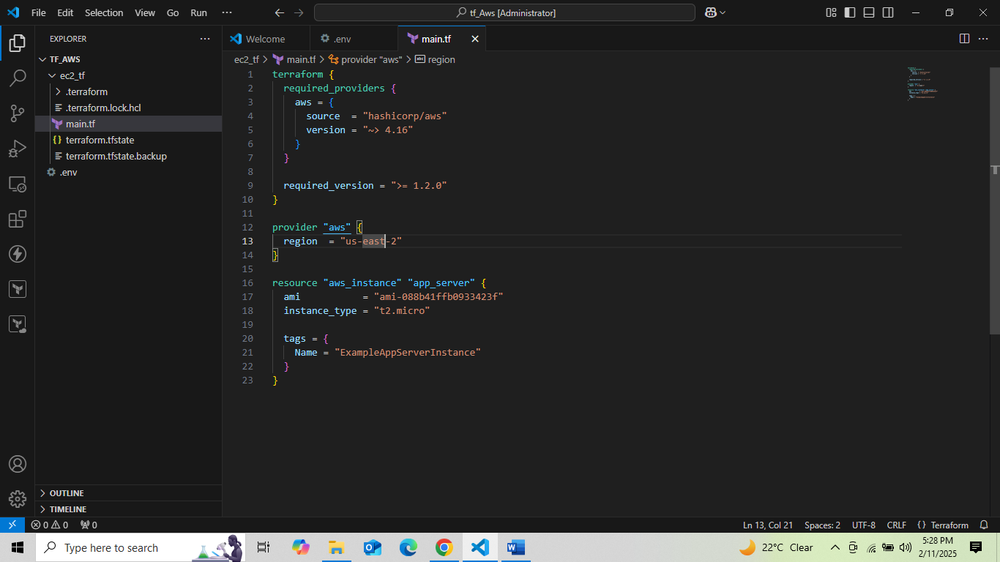 File Edit Selection View Go Run ··· tf_Aws [Administrator]
EXPLORER ···
TF_AWS
ec2_tf
.terraform
.terraform.lock.hcl
main.tf
terraform.tfstate
terraform.tfstate.backup
.env
OUTLINE
TIMELINE
Welcome .env main.tf
ec2_tf > main.tf > provider "aws" > region
1 terraform {
2 required_providers {
3 aws = {
4 source  = "hashicorp/aws"
5 version = "~> 4.16"
6 }
7 }
8
9 required_version = ">= 1.2.0"
10 }
11
12 provider "aws" {
13 region  = "us-east-2"
14 }
15
16 resource "aws_instance" "app_server" {
17 ami           = "ami-088b41ffb0933423f"
18 instance_type = "t2.micro"
19
20 tags = {
21 Name = "ExampleAppServerInstance"
22 }
23 }
0 0 0 Ln 13, Col 21 Spaces: 2 UTF-8 CRLF {} Terraform
Type here to search 22°C Clear 5:28 PM
2/11/2025